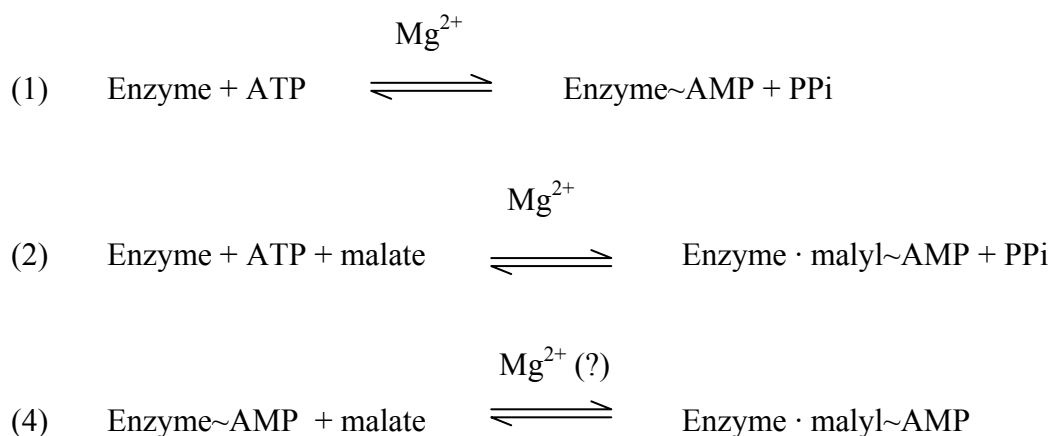 Mg²⁺
(1) Enzyme + ATP ⇌ Enzyme~AMP + PPi
Mg²⁺
(2) Enzyme + ATP + malate ⇌ Enzyme · malyl~AMP + PPi
Mg²⁺ (?)
(4) Enzyme~AMP + malate ⇌ Enzyme · malyl~AMP